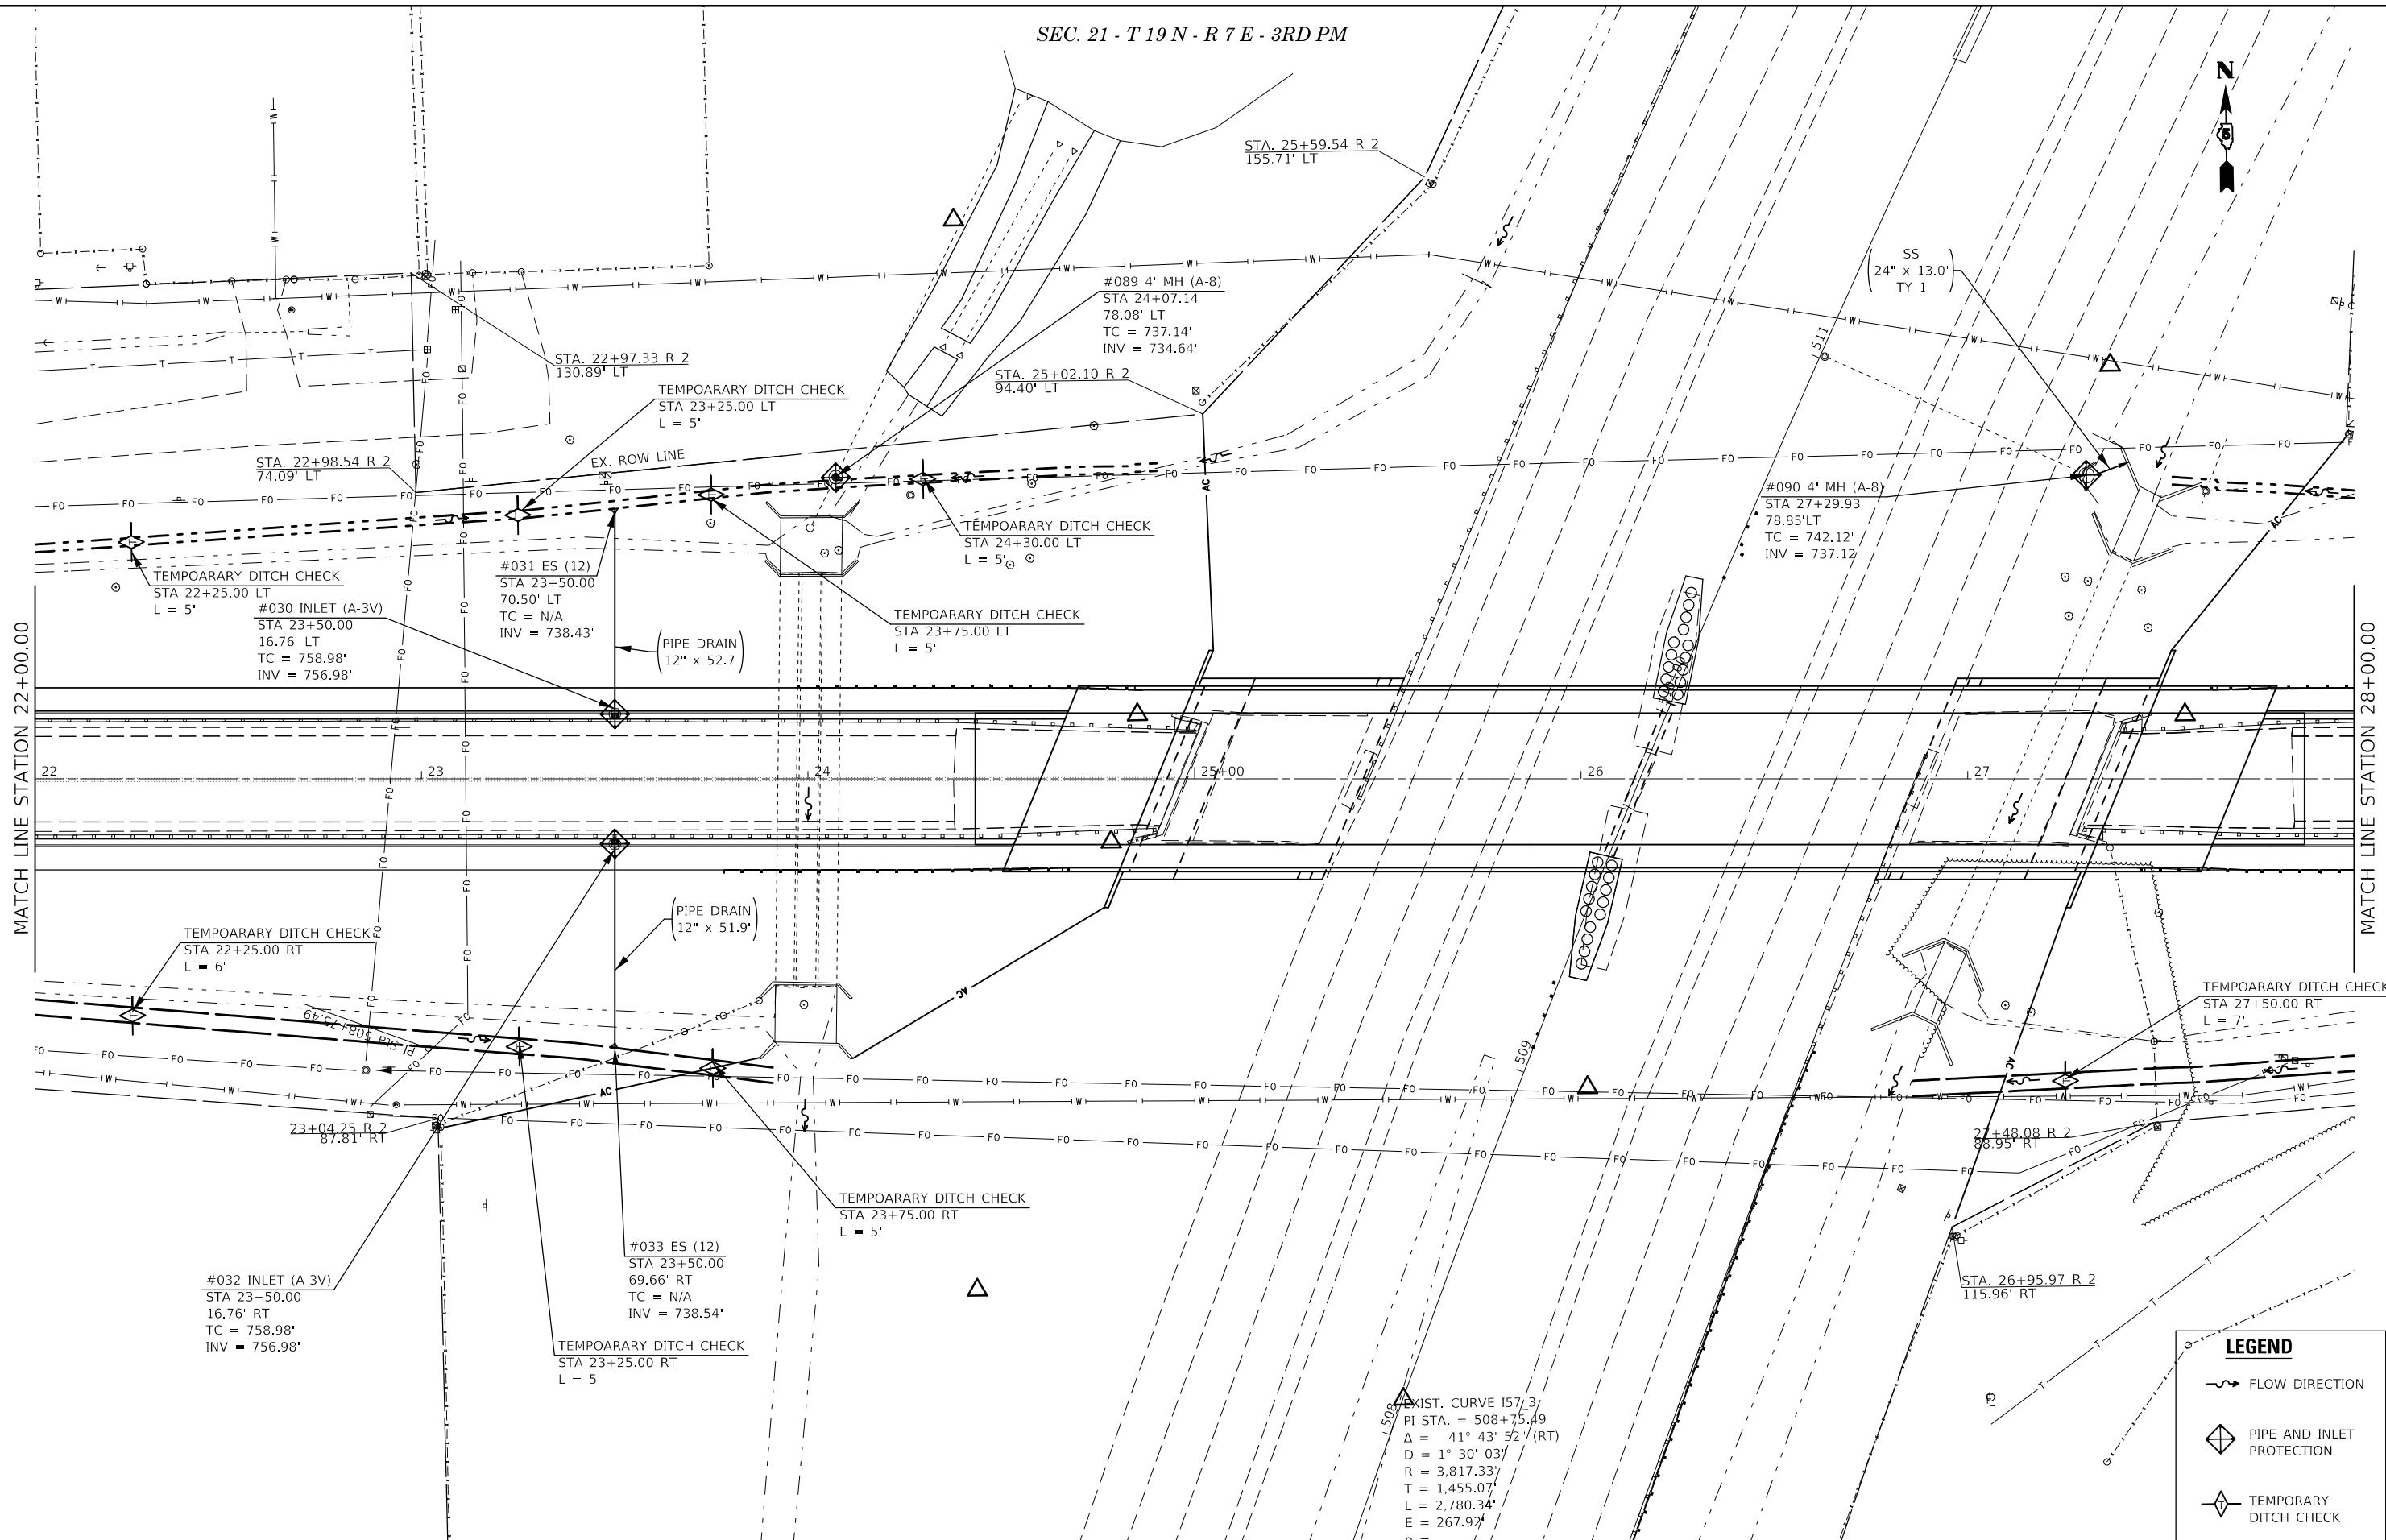 SEC. 21 - T 19 N - R 7 E - 3RD PM
N
STA. 25+59.54 R 2
155.71' LT
SS
24" x 13.0'
TY 1
#089 4' MH (A-8)
STA 24+07.14
78.08' LT
TC = 737.14'
INV = 734.64'
511
STA. 22+97.33 R 2
130.89' LT
STA. 25+02.10 R 2
94.40' LT
TEMPOARARY DITCH CHECK
STA 23+25.00 LT
L = 5'
STA. 22+98.54 R 2
74.09' LT
EX. ROW LINE
#090 4' MH (A-8)
STA 27+29.93
78.85'LT
TC = 742.12'
INV = 737.12'
TEMPOARARY DITCH CHECK
STA 24+30.00 LT
L = 5'
#031 ES (12)
STA 23+50.00
70.50' LT
TC = N/A
INV = 738.43'
TEMPOARARY DITCH CHECK
STA 22+25.00 LT
L = 5'
#030 INLET (A-3V)
STA 23+50.00
16.76' LT
TC = 758.98'
INV = 756.98'
TEMPOARARY DITCH CHECK
STA 23+75.00 LT
L = 5'
PIPE DRAIN
12" x 52.7
MATCH LINE STATION 22+00.00
MATCH LINE STATION 28+00.00
22
23
24
25+00
26
27
PIPE DRAIN
12" x 51.9'
TEMPOARARY DITCH CHECK
STA 22+25.00 RT
L = 6'
TEMPOARARY DITCH CHECK
STA 27+50.00 RT
L = 7'
PI Sta 508+75.49
509
23+04.25 R 2
87.81' RT
27+48.08 R 2
88.95' RT
TEMPOARARY DITCH CHECK
STA 23+75.00 RT
L = 5'
#033 ES (12)
STA 23+50.00
69.66' RT
TC = N/A
INV = 738.54'
#032 INLET (A-3V)
STA 23+50.00
16.76' RT
TC = 758.98'
INV = 756.98'
STA. 26+95.97 R 2
115.96' RT
TEMPOARARY DITCH CHECK
STA 23+25.00 RT
L = 5'
508
EXIST. CURVE I57_3
PI STA. = 508+75.49
Δ = 41° 43' 52" (RT)
D = 1° 30' 03"
R = 3,817.33'
T = 1,455.07'
L = 2,780.34'
E = 267.92'
LEGEND
FLOW DIRECTION
PIPE AND INLET
PROTECTION
TEMPORARY
DITCH CHECK